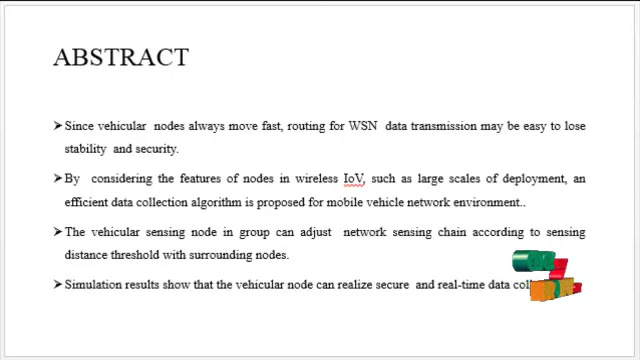 ABSTRACT
➢Since vehicular nodes always move fast, routing for WSN data transmission may be easy to lose
stability and security.
➢By considering the features of nodes in wireless IoV, such as large scales of deployment, an
efficient data collection algorithm is proposed for mobile vehicle network environment..
➢The vehicular sensing node in group can adjust network sensing chain according to sensing
distance threshold with surrounding nodes.
➢Simulation results show that the vehicular node can realize secure and real-time data